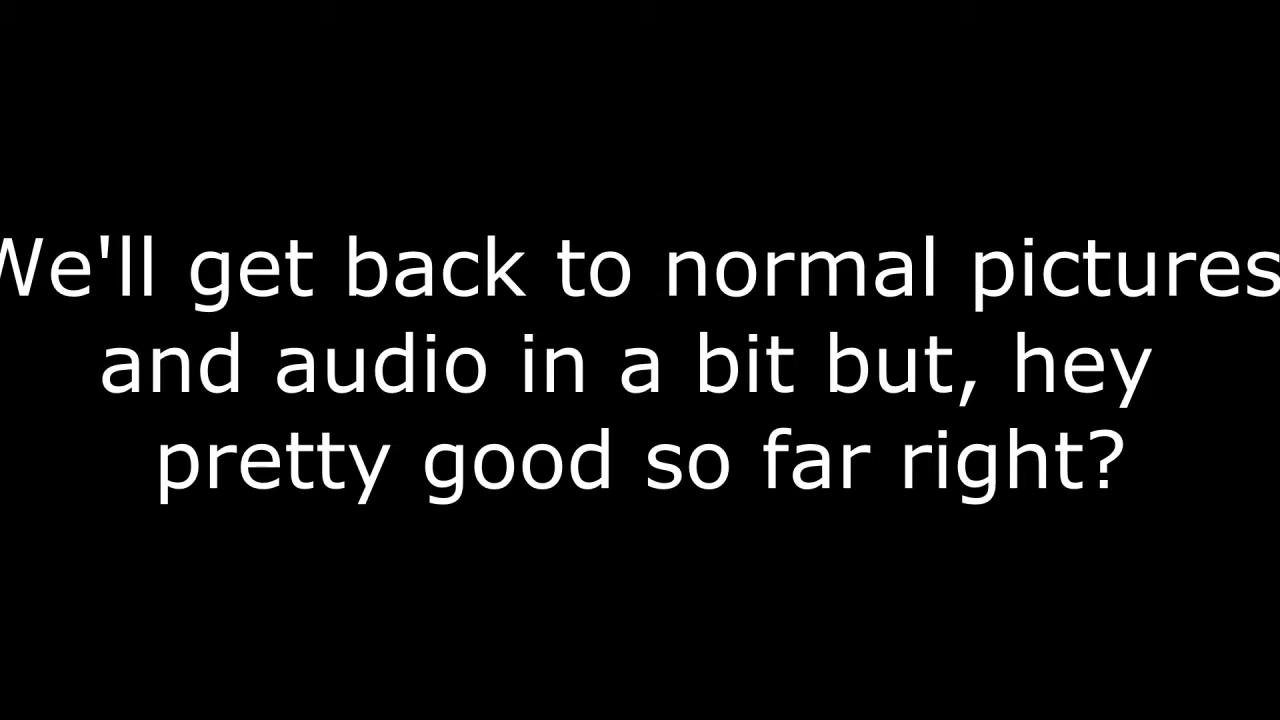 We'll get back to normal pictures
and audio in a bit but, hey
pretty good so far right?